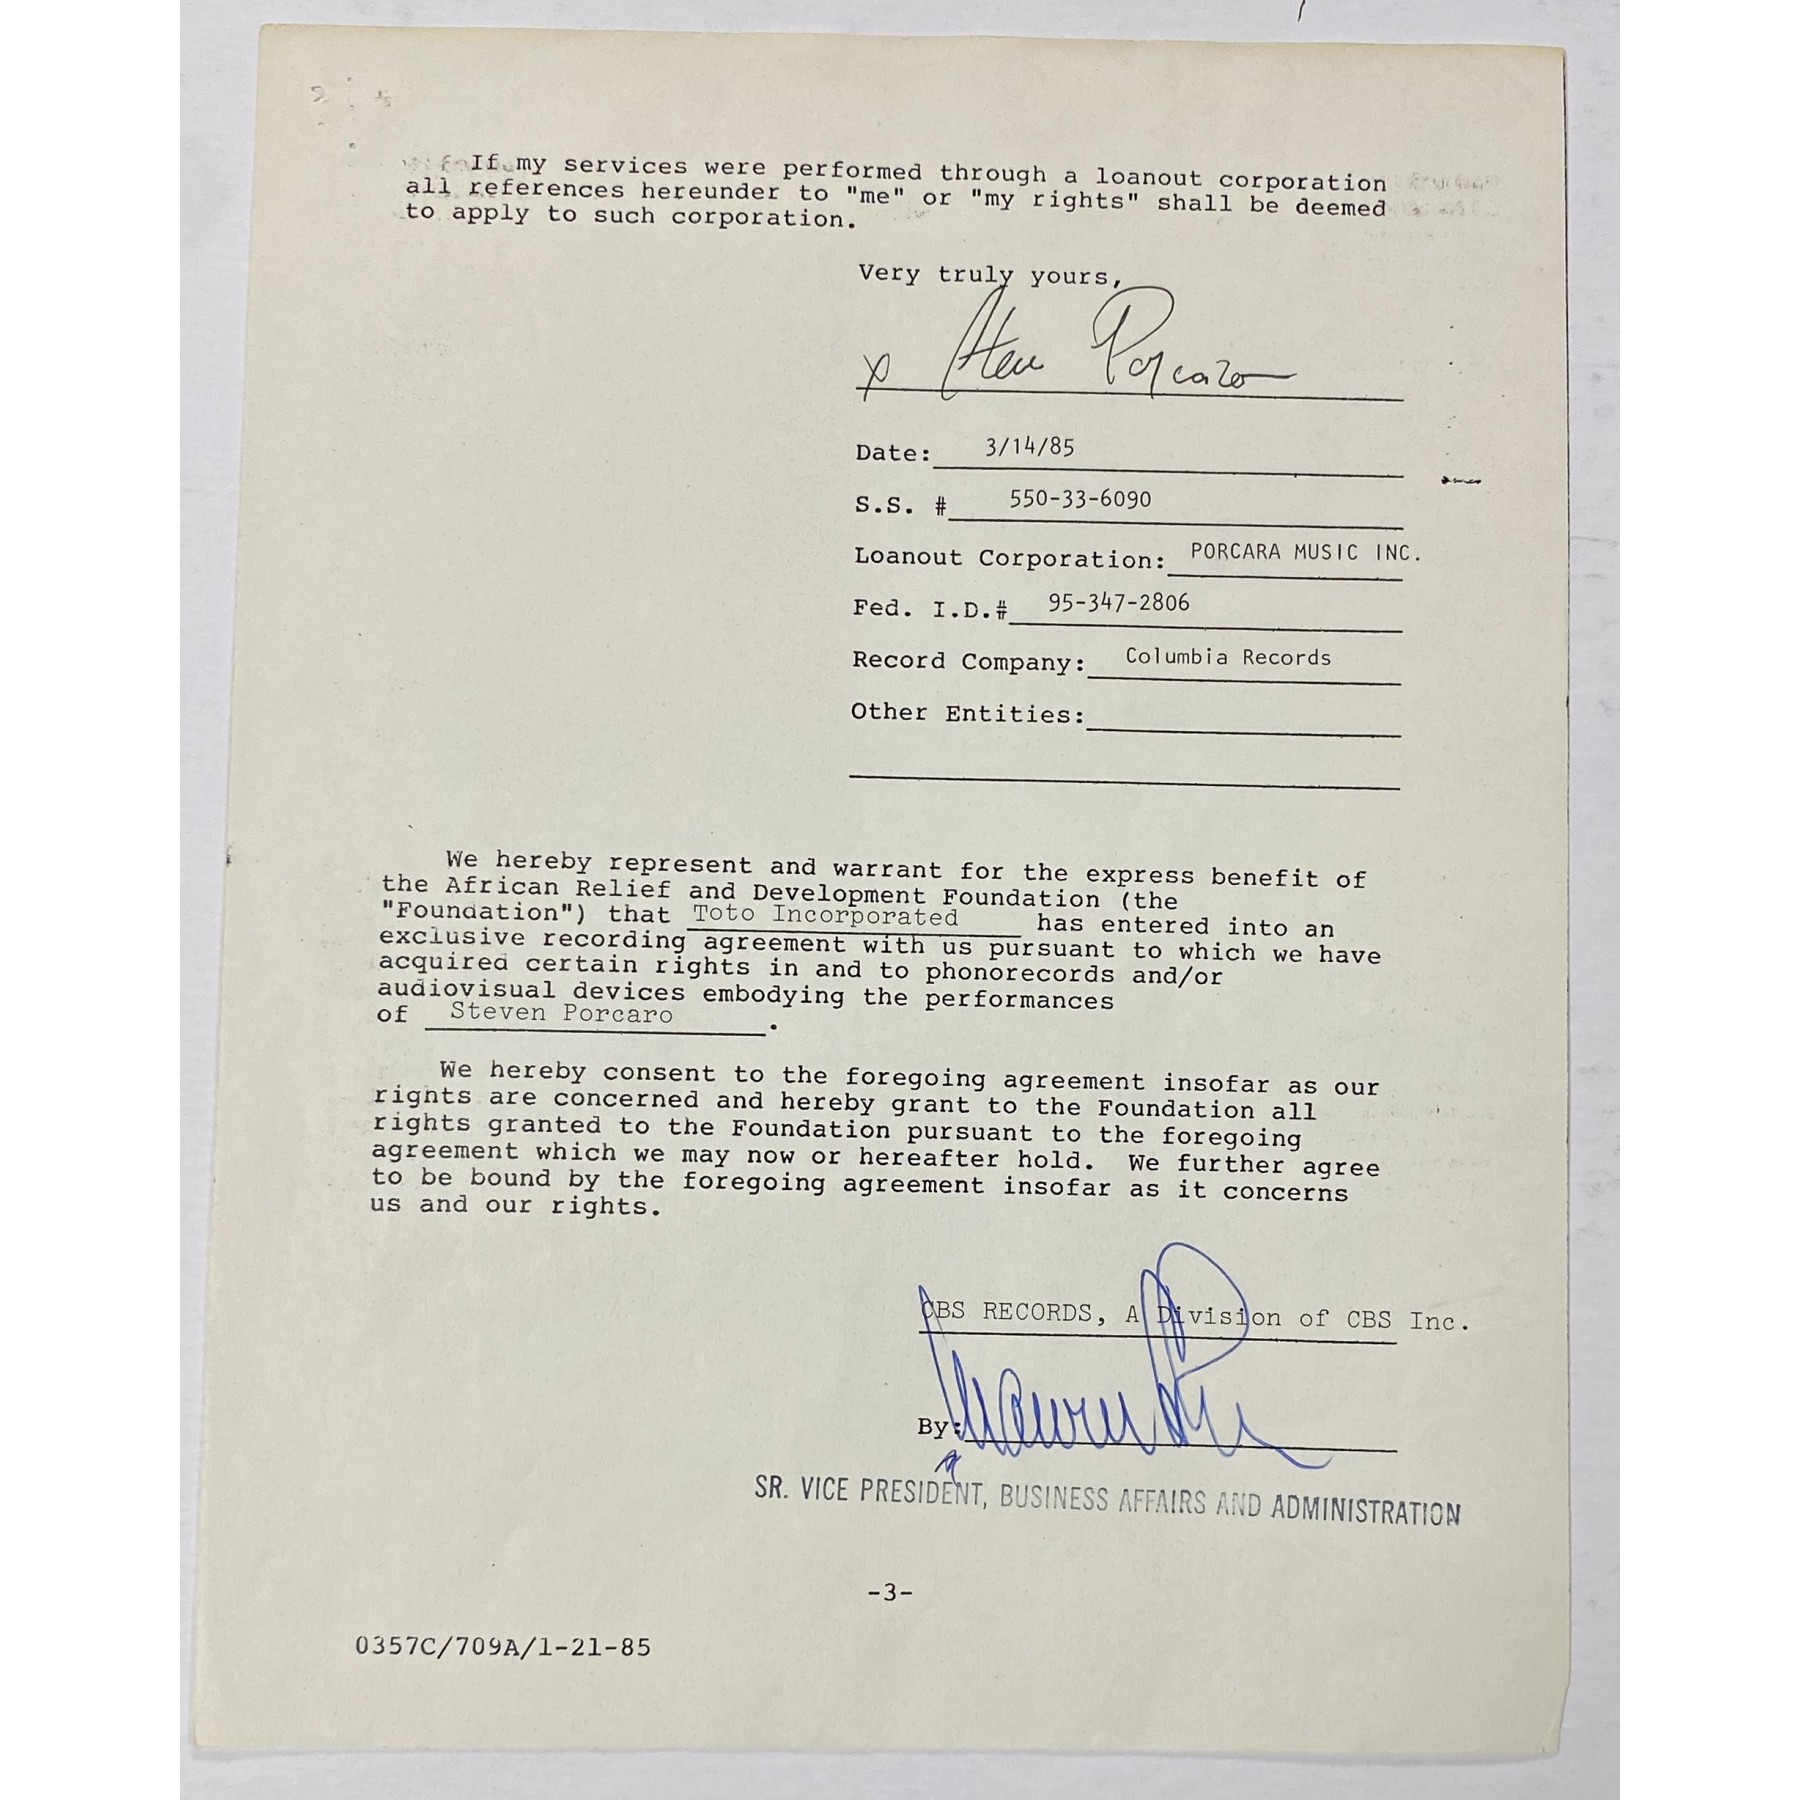 If my services were performed through a loanout corporation
all references hereunder to "me" or "my rights" shall be deemed
to apply to such corporation.
Very truly yours,
x Steve Porcaro
Date: 3/14/85
S.S. # 550-33-6090
Loanout Corporation: PORCARA MUSIC INC.
Fed. I.D.# 95-347-2806
Record Company: Columbia Records
Other Entities:
We hereby represent and warrant for the express benefit of
the African Relief and Development Foundation (the
"Foundation") that Toto Incorporated has entered into an
exclusive recording agreement with us pursuant to which we have
acquired certain rights in and to phonorecords and/or
audiovisual devices embodying the performances
of Steven Porcaro.
We hereby consent to the foregoing agreement insofar as our
rights are concerned and hereby grant to the Foundation all
rights granted to the Foundation pursuant to the foregoing
agreement which we may now or hereafter hold. We further agree
to be bound by the foregoing agreement insofar as it concerns
us and our rights.
CBS RECORDS, A Division of CBS Inc.
By:
SR. VICE PRESIDENT, BUSINESS AFFAIRS AND ADMINISTRATION
-3-
0357C/709A/1-21-85